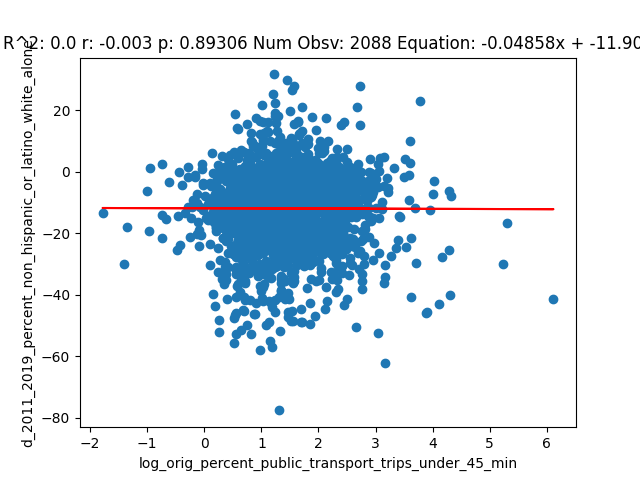 R^2: 0.0 r: -0.003 p: 0.89306 Num Obsv: 2088 Equation: -0.04858x + -11.90
d_2011_2019_percent_non_hispanic_or_latino_white_alone
20
0
−20
−40
−60
−80
−2 −1 0 1 2 3 4 5 6
log_orig_percent_public_transport_trips_under_45_min